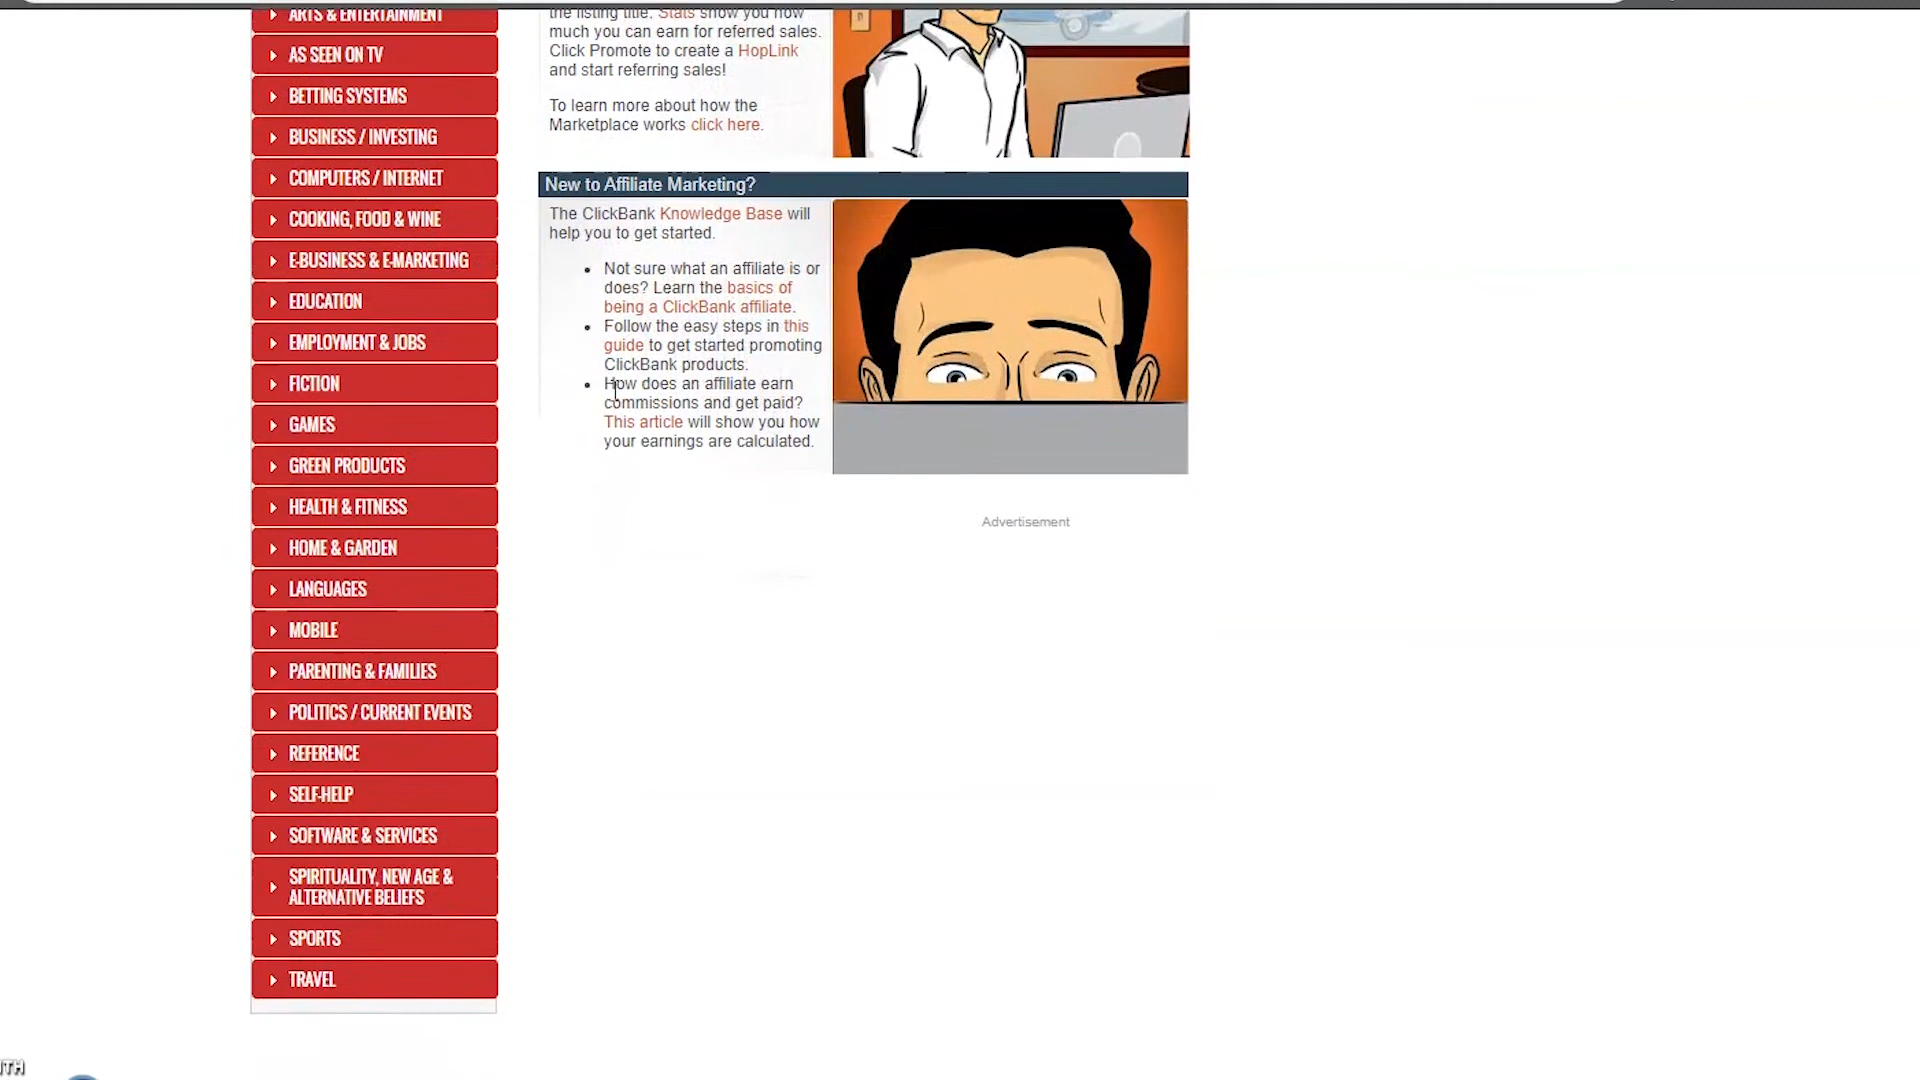 ARTS & ENTERTAINMENT
AS SEEN ON TV
BETTING SYSTEMS
BUSINESS / INVESTING
COMPUTERS / INTERNET
COOKING, FOOD & WINE
E-BUSINESS & E-MARKETING
EDUCATION
EMPLOYMENT & JOBS
FICTION
GAMES
GREEN PRODUCTS
HEALTH & FITNESS
HOME & GARDEN
LANGUAGES
MOBILE
PARENTING & FAMILIES
POLITICS / CURRENT EVENTS
REFERENCE
SELF-HELP
SOFTWARE & SERVICES
SPIRITUALITY, NEW AGE &
ALTERNATIVE BELIEFS
SPORTS
TRAVEL
the listing title. Stats show you how
much you can earn for referred sales.
Click Promote to create a HopLink
and start referring sales!
To learn more about how the
Marketplace works click here.
New to Affiliate Marketing?
The ClickBank Knowledge Base will
help you to get started.
Not sure what an affiliate is or
does? Learn the basics of
being a ClickBank affiliate.
Follow the easy steps in this
guide to get started promoting
ClickBank products.
How does an affiliate earn
commissions and get paid?
This article will show you how
your earnings are calculated.
Advertisement